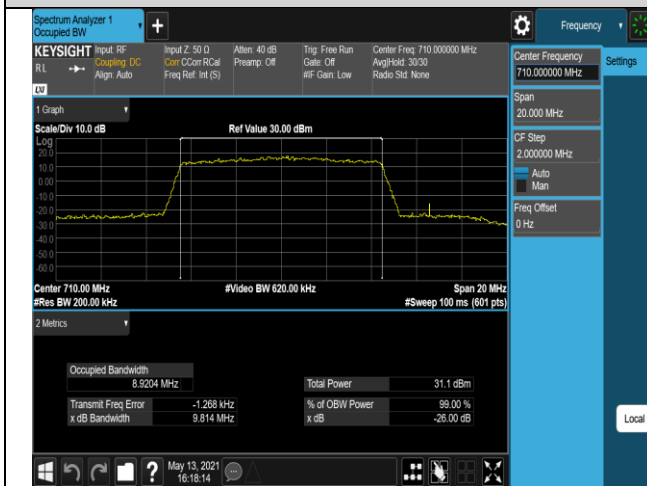 Spectrum Analyzer 1
Occupied BW
Frequency
KEYSIGHT
Input: RF
Coupling: DC
Align: Auto
Input Z: 50 Ω
Corr CCorr RCal
Freq Ref: Int (S)
Atten: 40 dB
Preamp: Off
Trig: Free Run
Gate: Off
#IF Gain: Low
Center Freq: 710.000000 MHz
Avg|Hold: 30/30
Radio Std: None
RL
LXI
1 Graph
Scale/Div 10.0 dB
Ref Value 30.00 dBm
Log
20.0
10.0
0.00
-10.0
-20.0
-30.0
-40.0
-50.0
-60.0
Center 710.00 MHz
#Video BW 620.00 kHz
Span 20 MHz
#Res BW 200.00 kHz
#Sweep 100 ms (601 pts)
2 Metrics
Occupied Bandwidth
8.9204 MHz
Total Power
31.1 dBm
Transmit Freq Error
-1.268 kHz
% of OBW Power
99.00 %
x dB Bandwidth
9.814 MHz
x dB
-26.00 dB
May 13, 2021
16:18:14
Center Frequency
710.000000 MHz
Settings
Span
20.000 MHz
CF Step
2.000000 MHz
Auto
Man
Freq Offset
0 Hz
Local